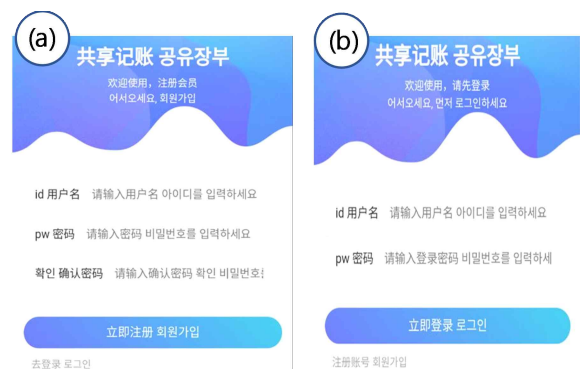 (a)
共享记账 공유장부
欢迎使用，注册会员
어서오세요, 회원가입
id 用户名 请输入用户名 아이디를 입력하세요
pw 密码 请输入密码 비밀번호를 입력하세요
확인 确认密码 请输入确认密码 확인 비밀번호를
立即注册 회원가입
去登录 로그인
(b)
共享记账 공유장부
欢迎使用，请先登录
어서오세요, 먼저 로그인하세요
id 用户名 请输入用户名 아이디를 입력하세요
pw 密码 请输入登录密码 비밀번호를 입력하세
立即登录 로그인
注册账号 회원가입